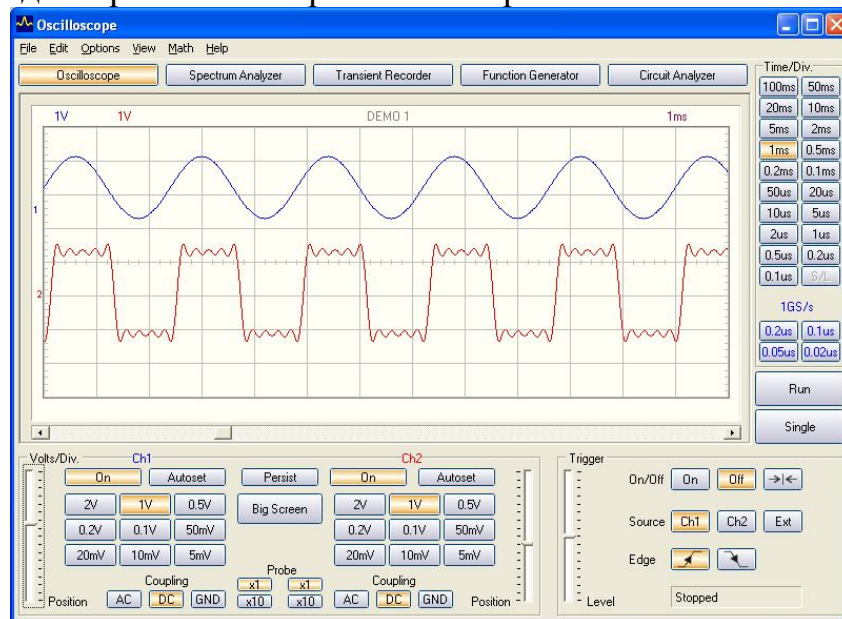 Oscilloscope
File Edit Options View Math Help
Oscilloscope Spectrum Analyzer Transient Recorder Function Generator Circuit Analyzer
1V 1V DEMO 1 1ms
1
2
Time/Div.
100ms 50ms
20ms 10ms
5ms 2ms
1ms 0.5ms
0.2ms 0.1ms
50us 20us
10us 5us
2us 1us
0.5us 0.2us
0.1us S/L
1GS/s
0.2us 0.1us
0.05us 0.02us
Run
Single
Volts/Div. Ch1 Ch2
On Autoset Persist On Autoset
2V 1V 0.5V Big Screen 2V 1V 0.5V
0.2V 0.1V 50mV 0.2V 0.1V 50mV
20mV 10mV 5mV 20mV 10mV 5mV
Coupling Probe Coupling
x1 x1
Position AC DC GND x10 x10 AC DC GND Position
Trigger
On/Off On Off
Source Ch1 Ch2 Ext
Edge
Level Stopped